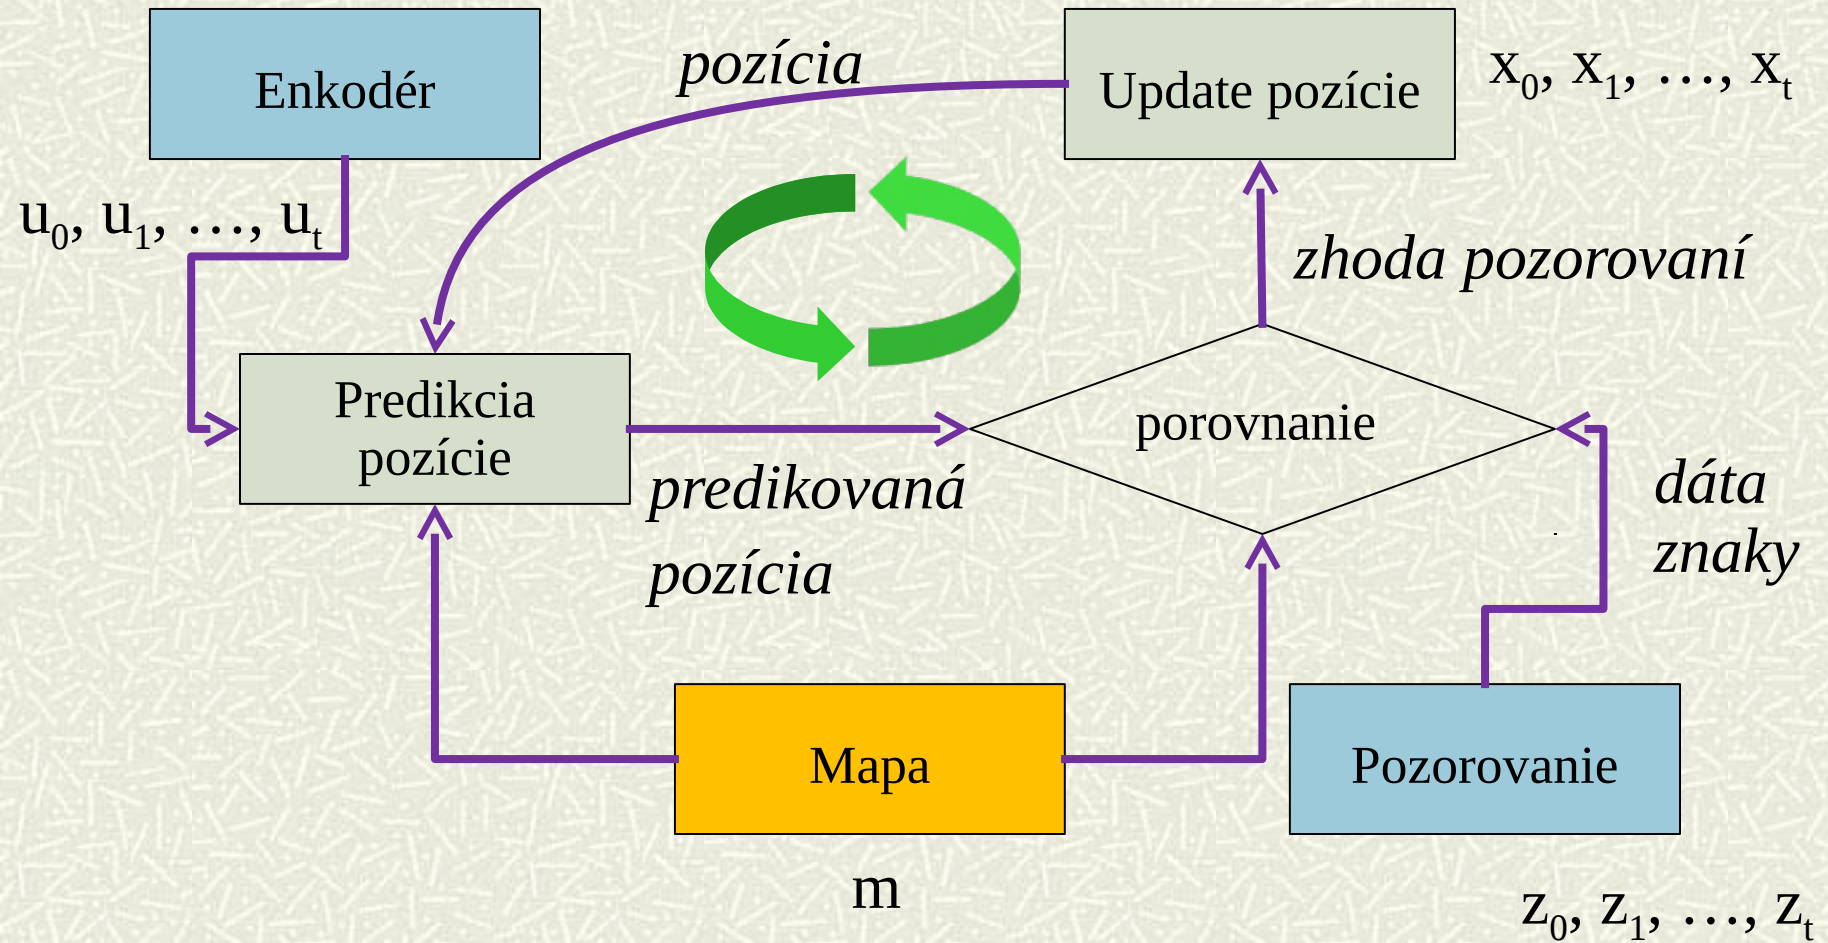 Enkodér
pozícia
Update pozície
x0, x1, …, xt
u0, u1, …, ut
zhoda pozorovaní
Predikcia
pozície
porovnanie
predikovaná
pozícia
dáta
znaky
Mapa
Pozorovanie
m
z0, z1, …, zt